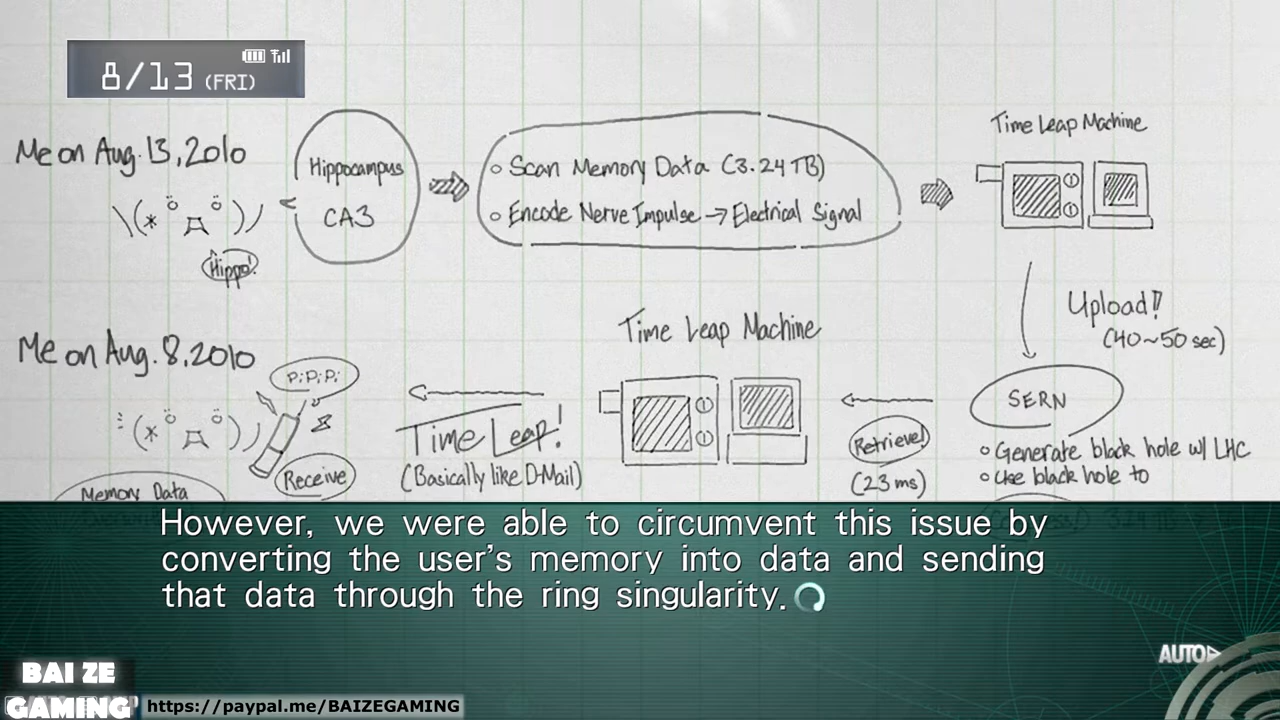 8/13 (FRI)
Me on Aug. 13, 2010
Hippo!
Hippocampus
CA3
Scan Memory Data (3.24 TB)
Encode Nerve Impulse → Electrical Signal
Time Leap Machine
Upload!!
(40~50 sec)
SERN
Generate black hole w/ LHC
Use black hole to
Retrieve!
(23 ms)
Time Leap Machine
Time Leap!
(Basically like D-Mail)
Me on Aug. 8, 2010
Pi Pi Pi
Receive
Memory Data
However, we were able to circumvent this issue by
converting the user's memory into data and sending
that data through the ring singularity.
AUTO
BAI ZE
GAMING
https://paypal.me/BAIZEGAMING